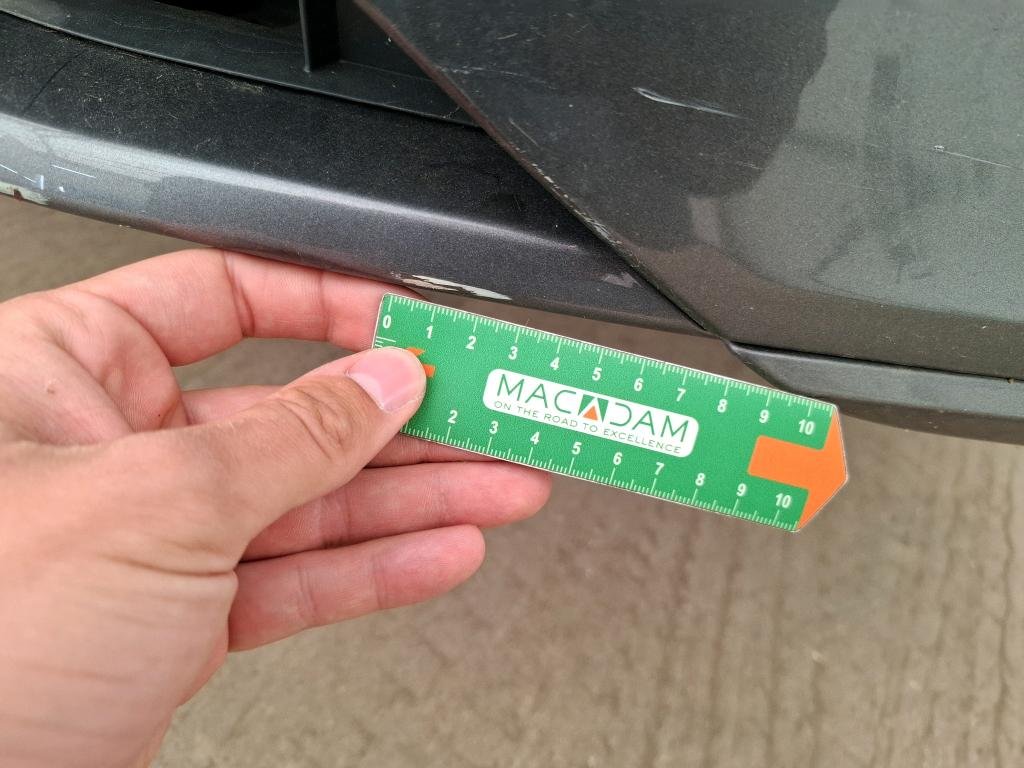 0 1 2 3 4 5 6 7 8 9 10
MACADAM
ON THE ROAD TO EXCELLENCE
2 3 4 5 6 7 8 9 10